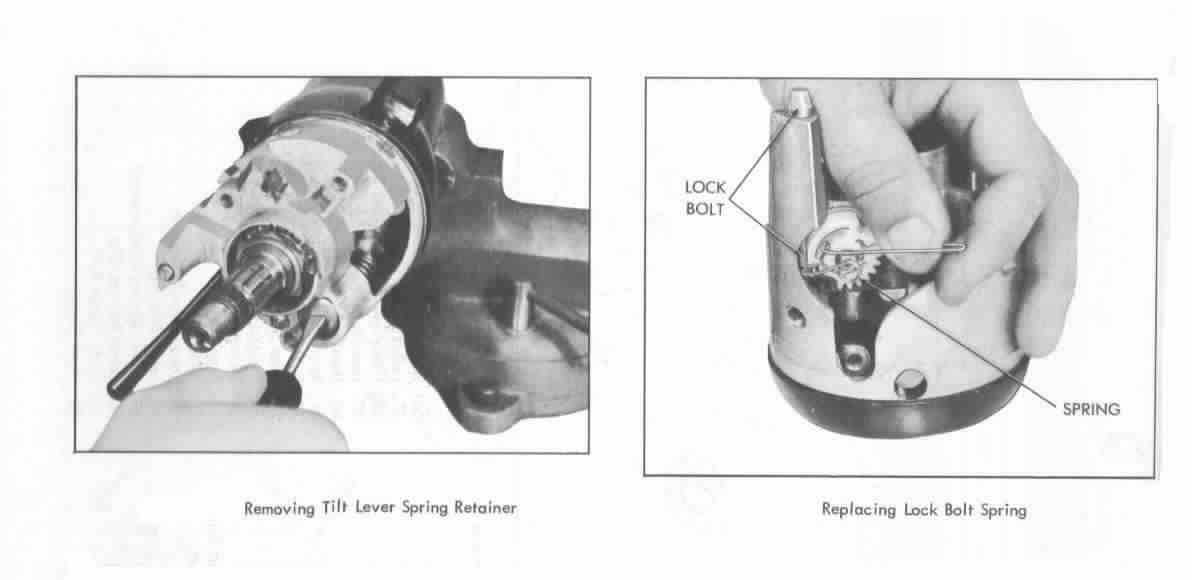 LOCK
BOLT
SPRING
Removing Tilt Lever Spring Retainer
Replacing Lock Bolt Spring